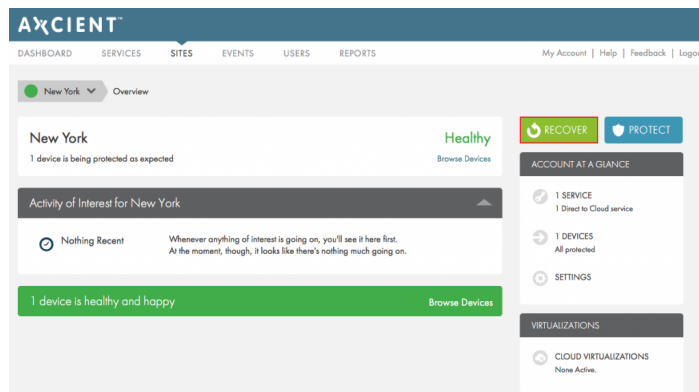 AXCIENT™
DASHBOARD SERVICES SITES EVENTS USERS REPORTS My Account | Help | Feedback | Logou
New York Overview
New York
Healthy
1 device is being protected as expected
Browse Devices
RECOVER
PROTECT
Activity of Interest for New York
Nothing Recent
Whenever anything of interest is going on, you'll see it here first.
At the moment, though, it looks like there's nothing much going on.
1 device is healthy and happy
Browse Devices
ACCOUNT AT A GLANCE
1 SERVICE
1 Direct to Cloud service
1 DEVICES
All protected
SETTINGS
VIRTUALIZATIONS
CLOUD VIRTUALIZATIONS
None Active.